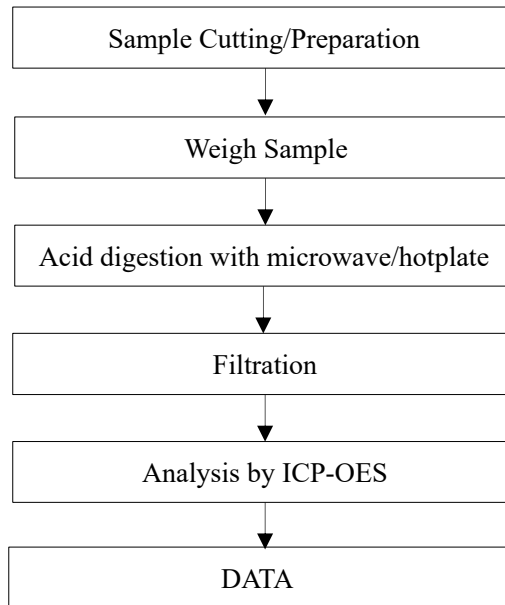 Sample Cutting/Preparation
Weigh Sample
Acid digestion with microwave/hotplate
Filtration
Analysis by ICP-OES
DATA